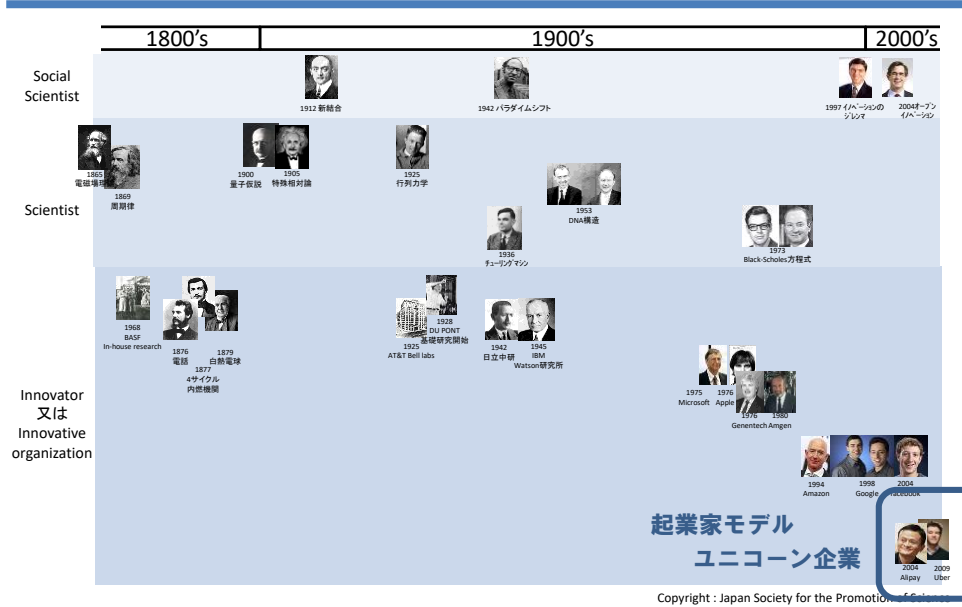 1800's
1900's
2000's
Social
Scientist
1912 新結合
1942 パラダイムシフト
1997 イノベーションの
ジレンマ
2004オープン
イノベーション
Scientist
1865
電磁場理論
1869
周期律
1900
量子仮説
1905
特殊相対論
1925
行列力学
1936
チューリングマシン
1953
DNA構造
1973
Black-Scholes方程式
Innovator
又は
Innovative
organization
1968
BASF
In-house research
1876
電話
1877
4サイクル
内燃機関
1879
白熱電球
1925
AT&T Bell labs
1928
DU PONT
基礎研究開始
1942
日立中研
1945
IBM
Watson研究所
1975
Microsoft
1976
Apple
1976
Genentech
1980
Amgen
1994
Amazon
1998
Google
2004
Facebook
起業家モデル
ユニコーン企業
2004
Alipay
2009
Uber
Copyright : Japan Society for the Promotion of Science